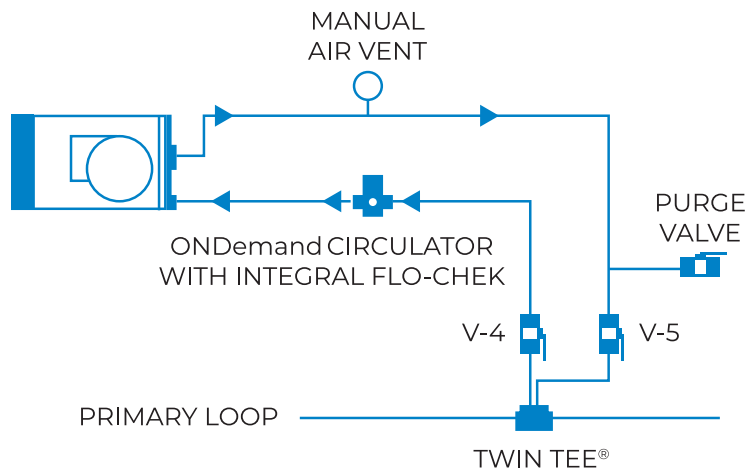 MANUAL
AIR VENT
ONDemand CIRCULATOR
WITH INTEGRAL FLO-CHEK
PURGE
VALVE
V-4
V-5
PRIMARY LOOP
TWIN TEE®